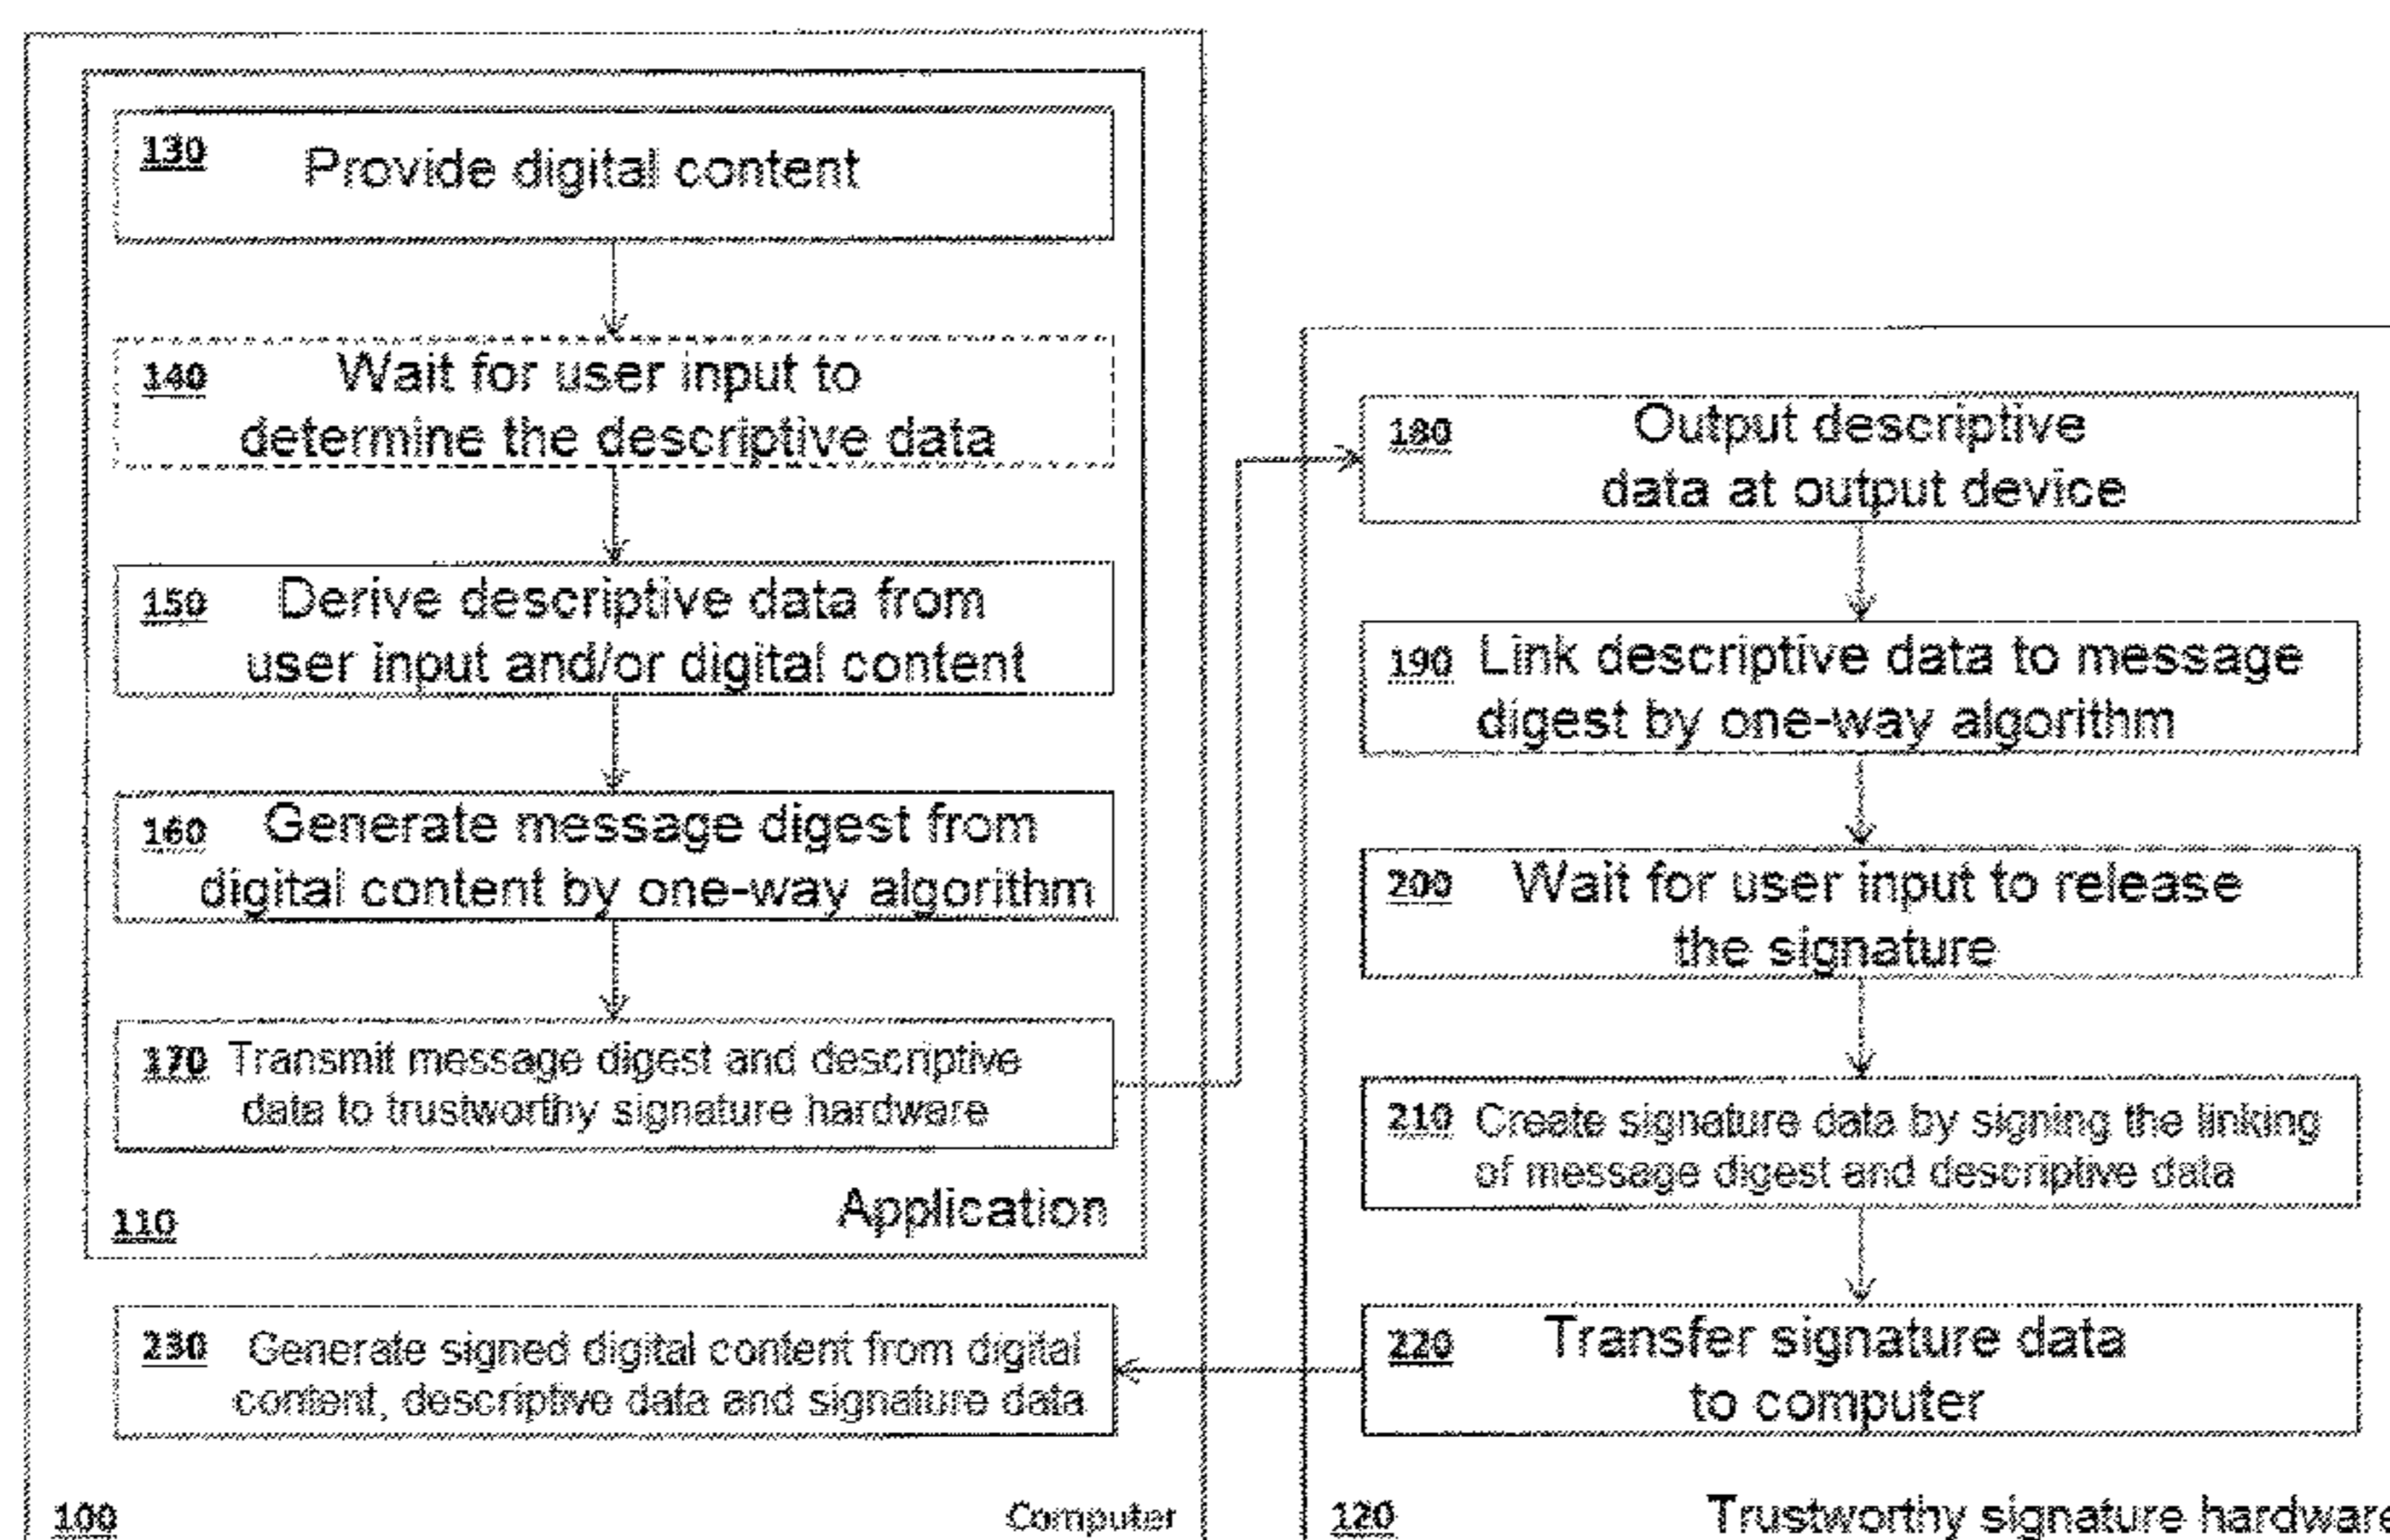 130 Provide digital content
140 Wait for user input to
determine the descriptive data
150 Derive descriptive data from
user input and/or digital content
160 Generate message digest from
digital content by one-way algorithm
170 Transmit message digest and descriptive
data to trustworthy signature hardware
110 Application
180 Output descriptive
data at output device
190 Link descriptive data to message
digest by one-way algorithm
200 Wait for user input to release
the signature
210 Create signature data by signing the linking
of message digest and descriptive data
220 Transfer signature data
to computer
230 Generate signed digital content from digital
content, descriptive data and signature data
100 Computer
120 Trustworthy signature hardware